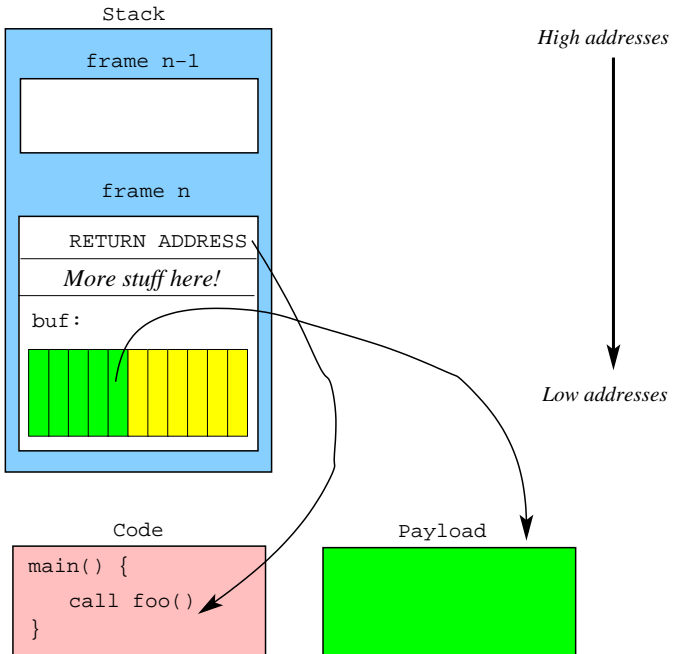 Stack
High addresses
frame n-1
frame n
RETURN ADDRESS
More stuff here!
buf:
Low addresses
Code
Payload
main() {
call foo()
}